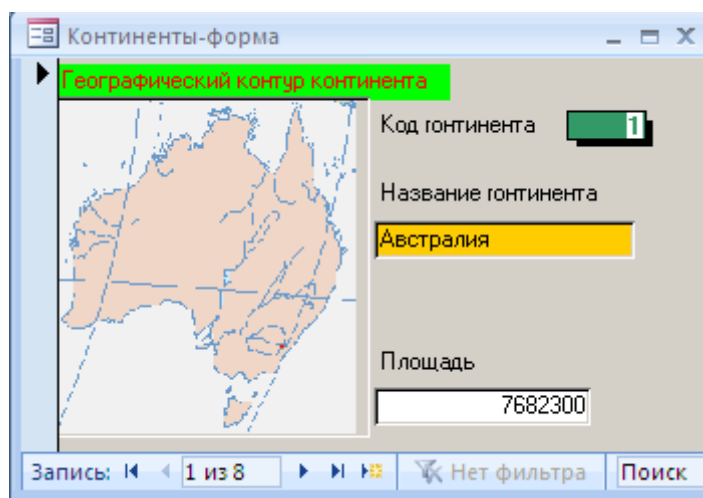 Континенты-форма
Географический контур континента
Код гонтинента 1
Название гонтинента
Австралия
Площадь
7682300
Запись: 1 из 8 Нет фильтра Поиск